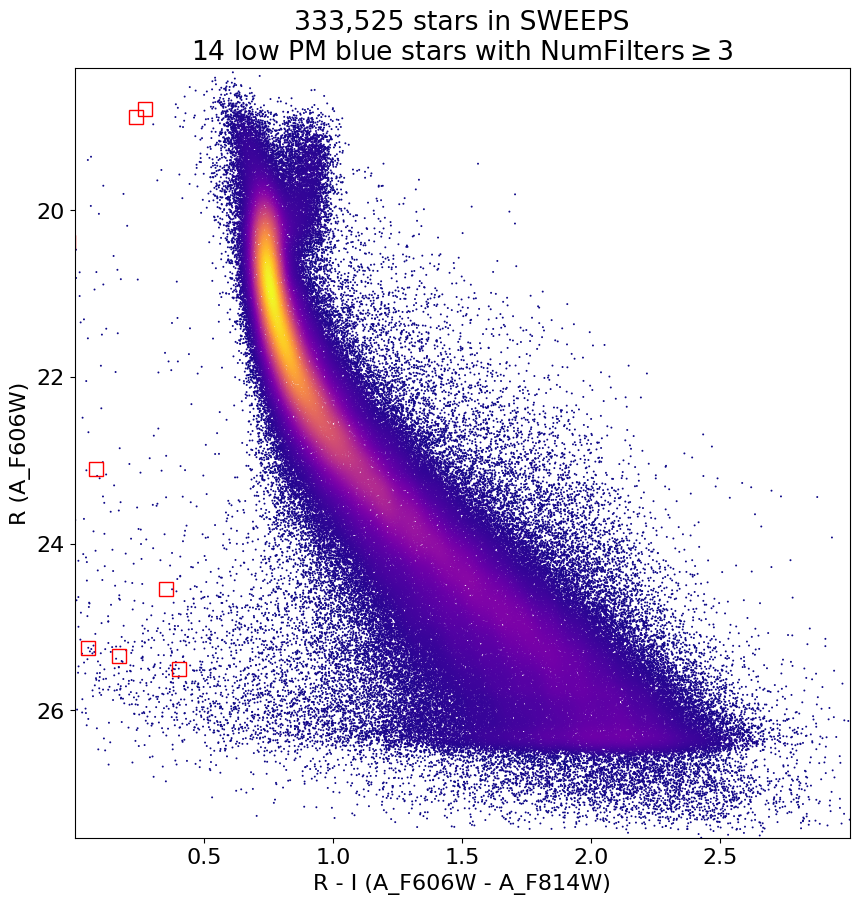 333,525 stars in SWEEPS
14 low PM blue stars with NumFilters ≥ 3
R (A_F606W)
20
22
24
26
0.5 1.0 1.5 2.0 2.5
R - I (A_F606W - A_F814W)